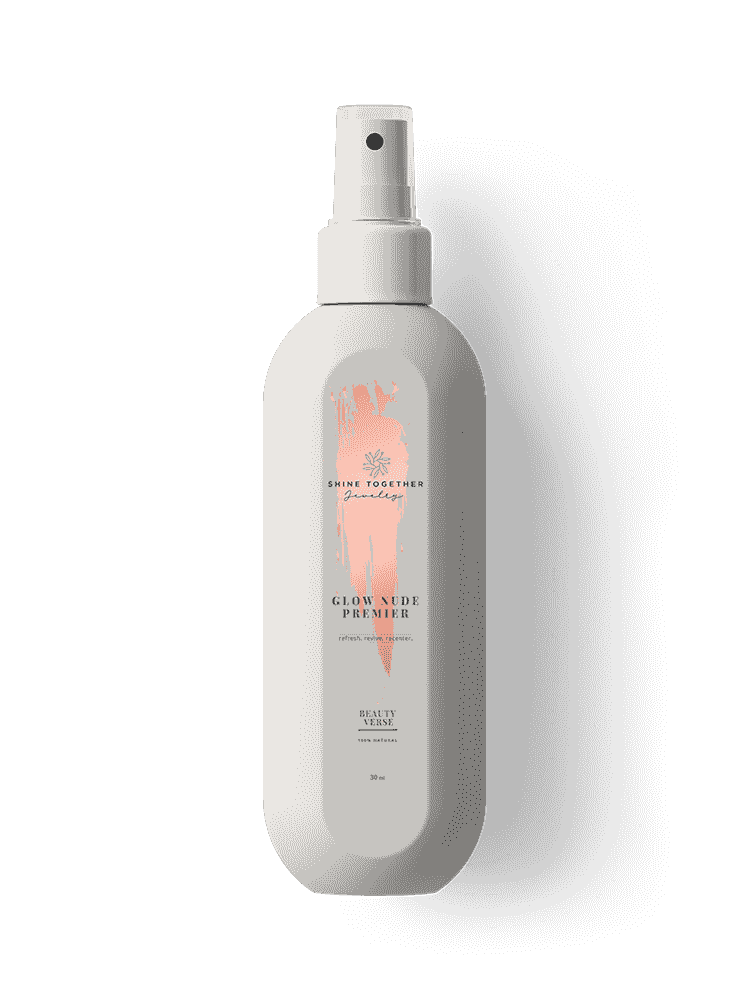 SHINE TOGETHER
Jewelry
GLOW NUDE
PREMIER
refresh. revive. recenter.
BEAUTY
VERSE
100% NATURAL
30 ml